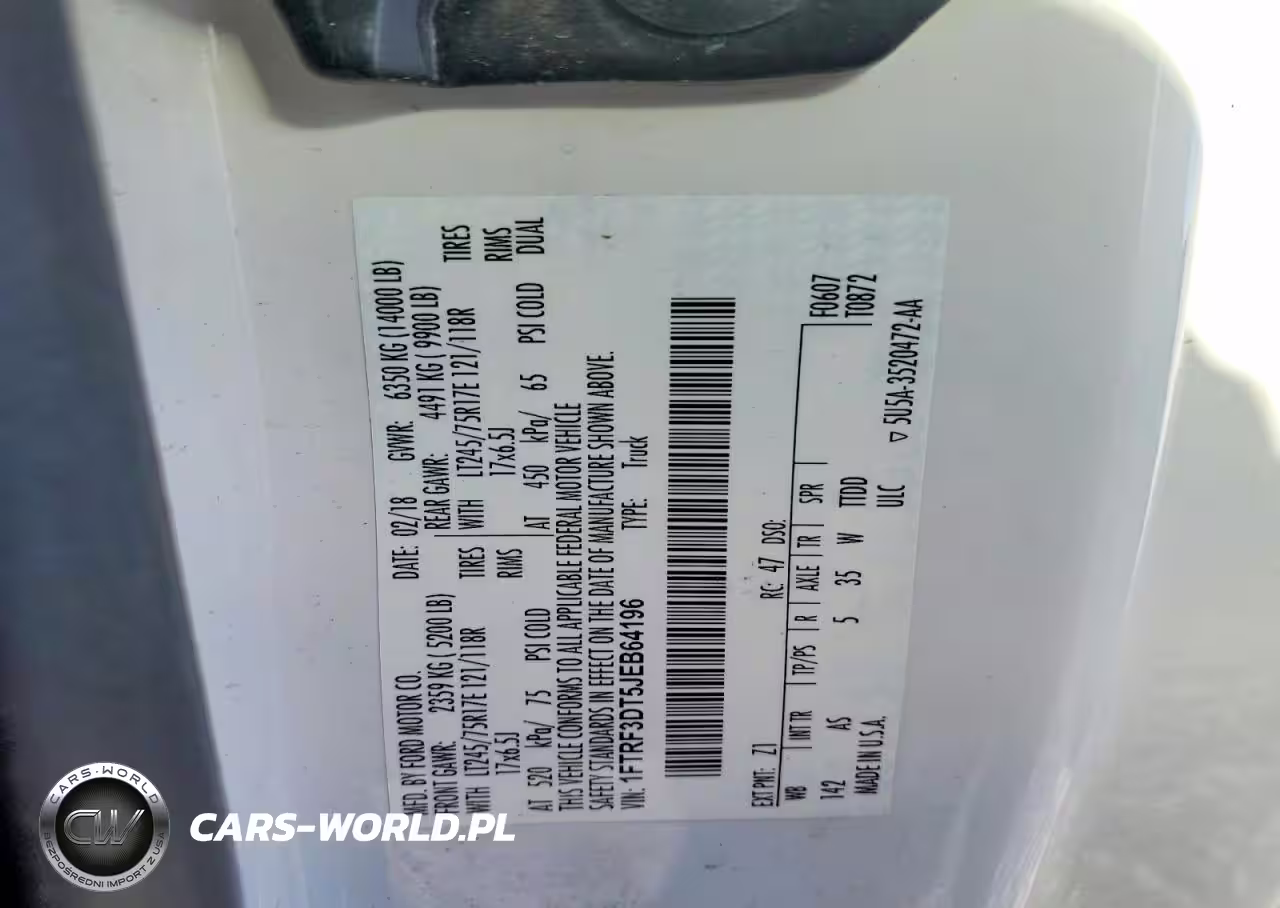 MFD. BY FORD MOTOR CO.
DATE: 02/18 GVWR: 6350 KG (14000 LB)
FRONT GAWR: 2359 KG ( 5200 LB)
REAR GAWR: 4491 KG ( 9900 LB)
WITH LT245/75R17E 121/118R TIRES
WITH LT245/75R17E 121/118R TIRES
17x6.5J RIMS
17x6.5J RIMS
AT 520 kPa/ 75 PSI COLD
AT 450 kPa/ 65 PSI COLD DUAL
THIS VEHICLE CONFORMS TO ALL APPLICABLE FEDERAL MOTOR VEHICLE
SAFETY STANDARDS IN EFFECT ON THE DATE OF MANUFACTURE SHOWN ABOVE.
VIN: 1FTRF3DT5JEB64196 TYPE: Truck
EXT PNT: Z1 RC: 47 DSO:
WB INT TR TP/PS R AXLE TR SPR
F0607
T0872
142 AS 5 35 W TTDD
MADE IN U.S.A. ULC
▽ 5U5A-3520472-AA
CARS-WORLD
CW
BEZPOŚREDNI IMPORT Z USA
CARS-WORLD.PL